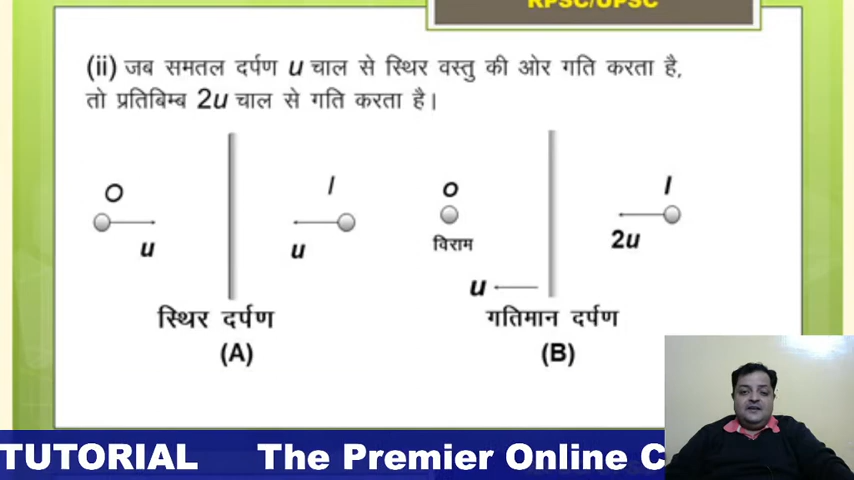 RPSC/UPSC
(ii) जब समतल दर्पण u चाल से स्थिर वस्तु की ओर गति करता है,
तो प्रतिबिम्ब 2u चाल से गति करता है।
O I O I
u u विराम 2u
u
स्थिर दर्पण गतिमान दर्पण
(A) (B)
TUTORIAL The Premier Online C